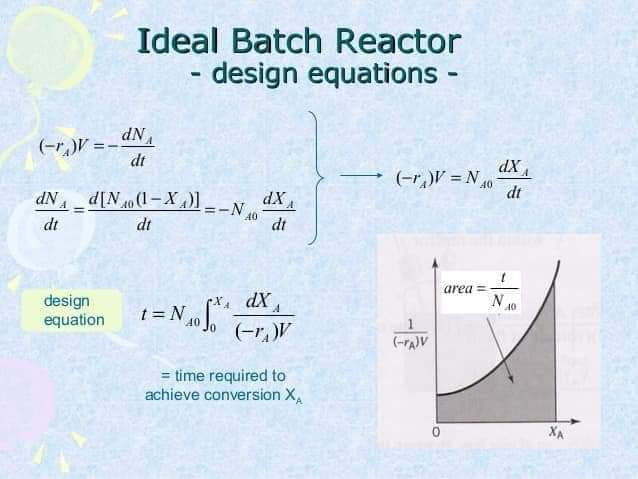 Ideal Batch Reactor
- design equations -
(−r_A)V = − dN_A/dt
dN_A/dt = d[N_A0(1 − X_A)]/dt = −N_A0 dX_A/dt
(−r_A)V = N_A0 dX_A/dt
design
equation
t = N_A0 ∫_0^X_A dX_A/((−r_A)V)
= time required to
achieve conversion X_A
area = t/N_A0
1/((-r_A)V)
0
X_A